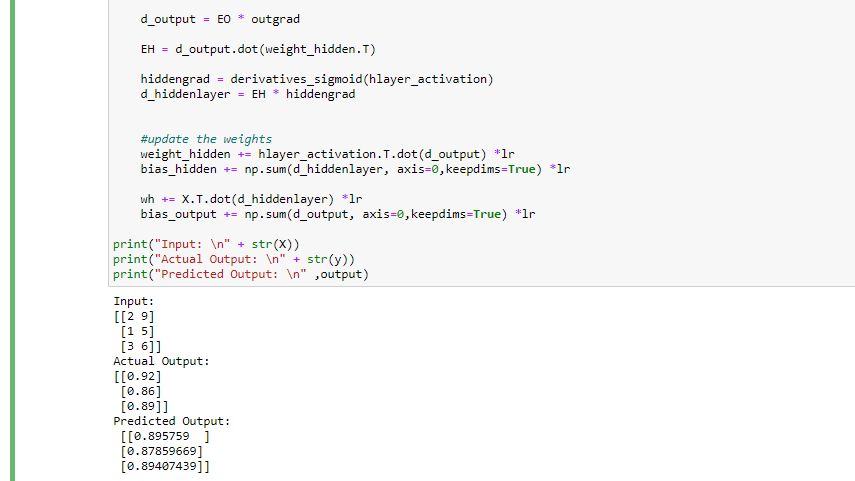 d_output = EO * outgrad
EH = d_output.dot(weight_hidden.T)
hiddengrad = derivatives_sigmoid(hlayer_activation)
d_hiddenlayer = EH * hiddengrad
#update the weights
weight_hidden += hlayer_activation.T.dot(d_output) *lr
bias_hidden += np.sum(d_hiddenlayer, axis=0,keepdims=True) *lr
wh += X.T.dot(d_hiddenlayer) *lr
bias_output += np.sum(d_output, axis=0,keepdims=True) *lr
print("Input: \n" + str(X))
print("Actual Output: \n" + str(y))
print("Predicted Output: \n" ,output)
Input:
[[2 9]
[1 5]
[3 6]]
Actual Output:
[[0.92]
[0.86]
[0.89]]
Predicted Output:
[[0.895759  ]
[0.87859669]
[0.89407439]]